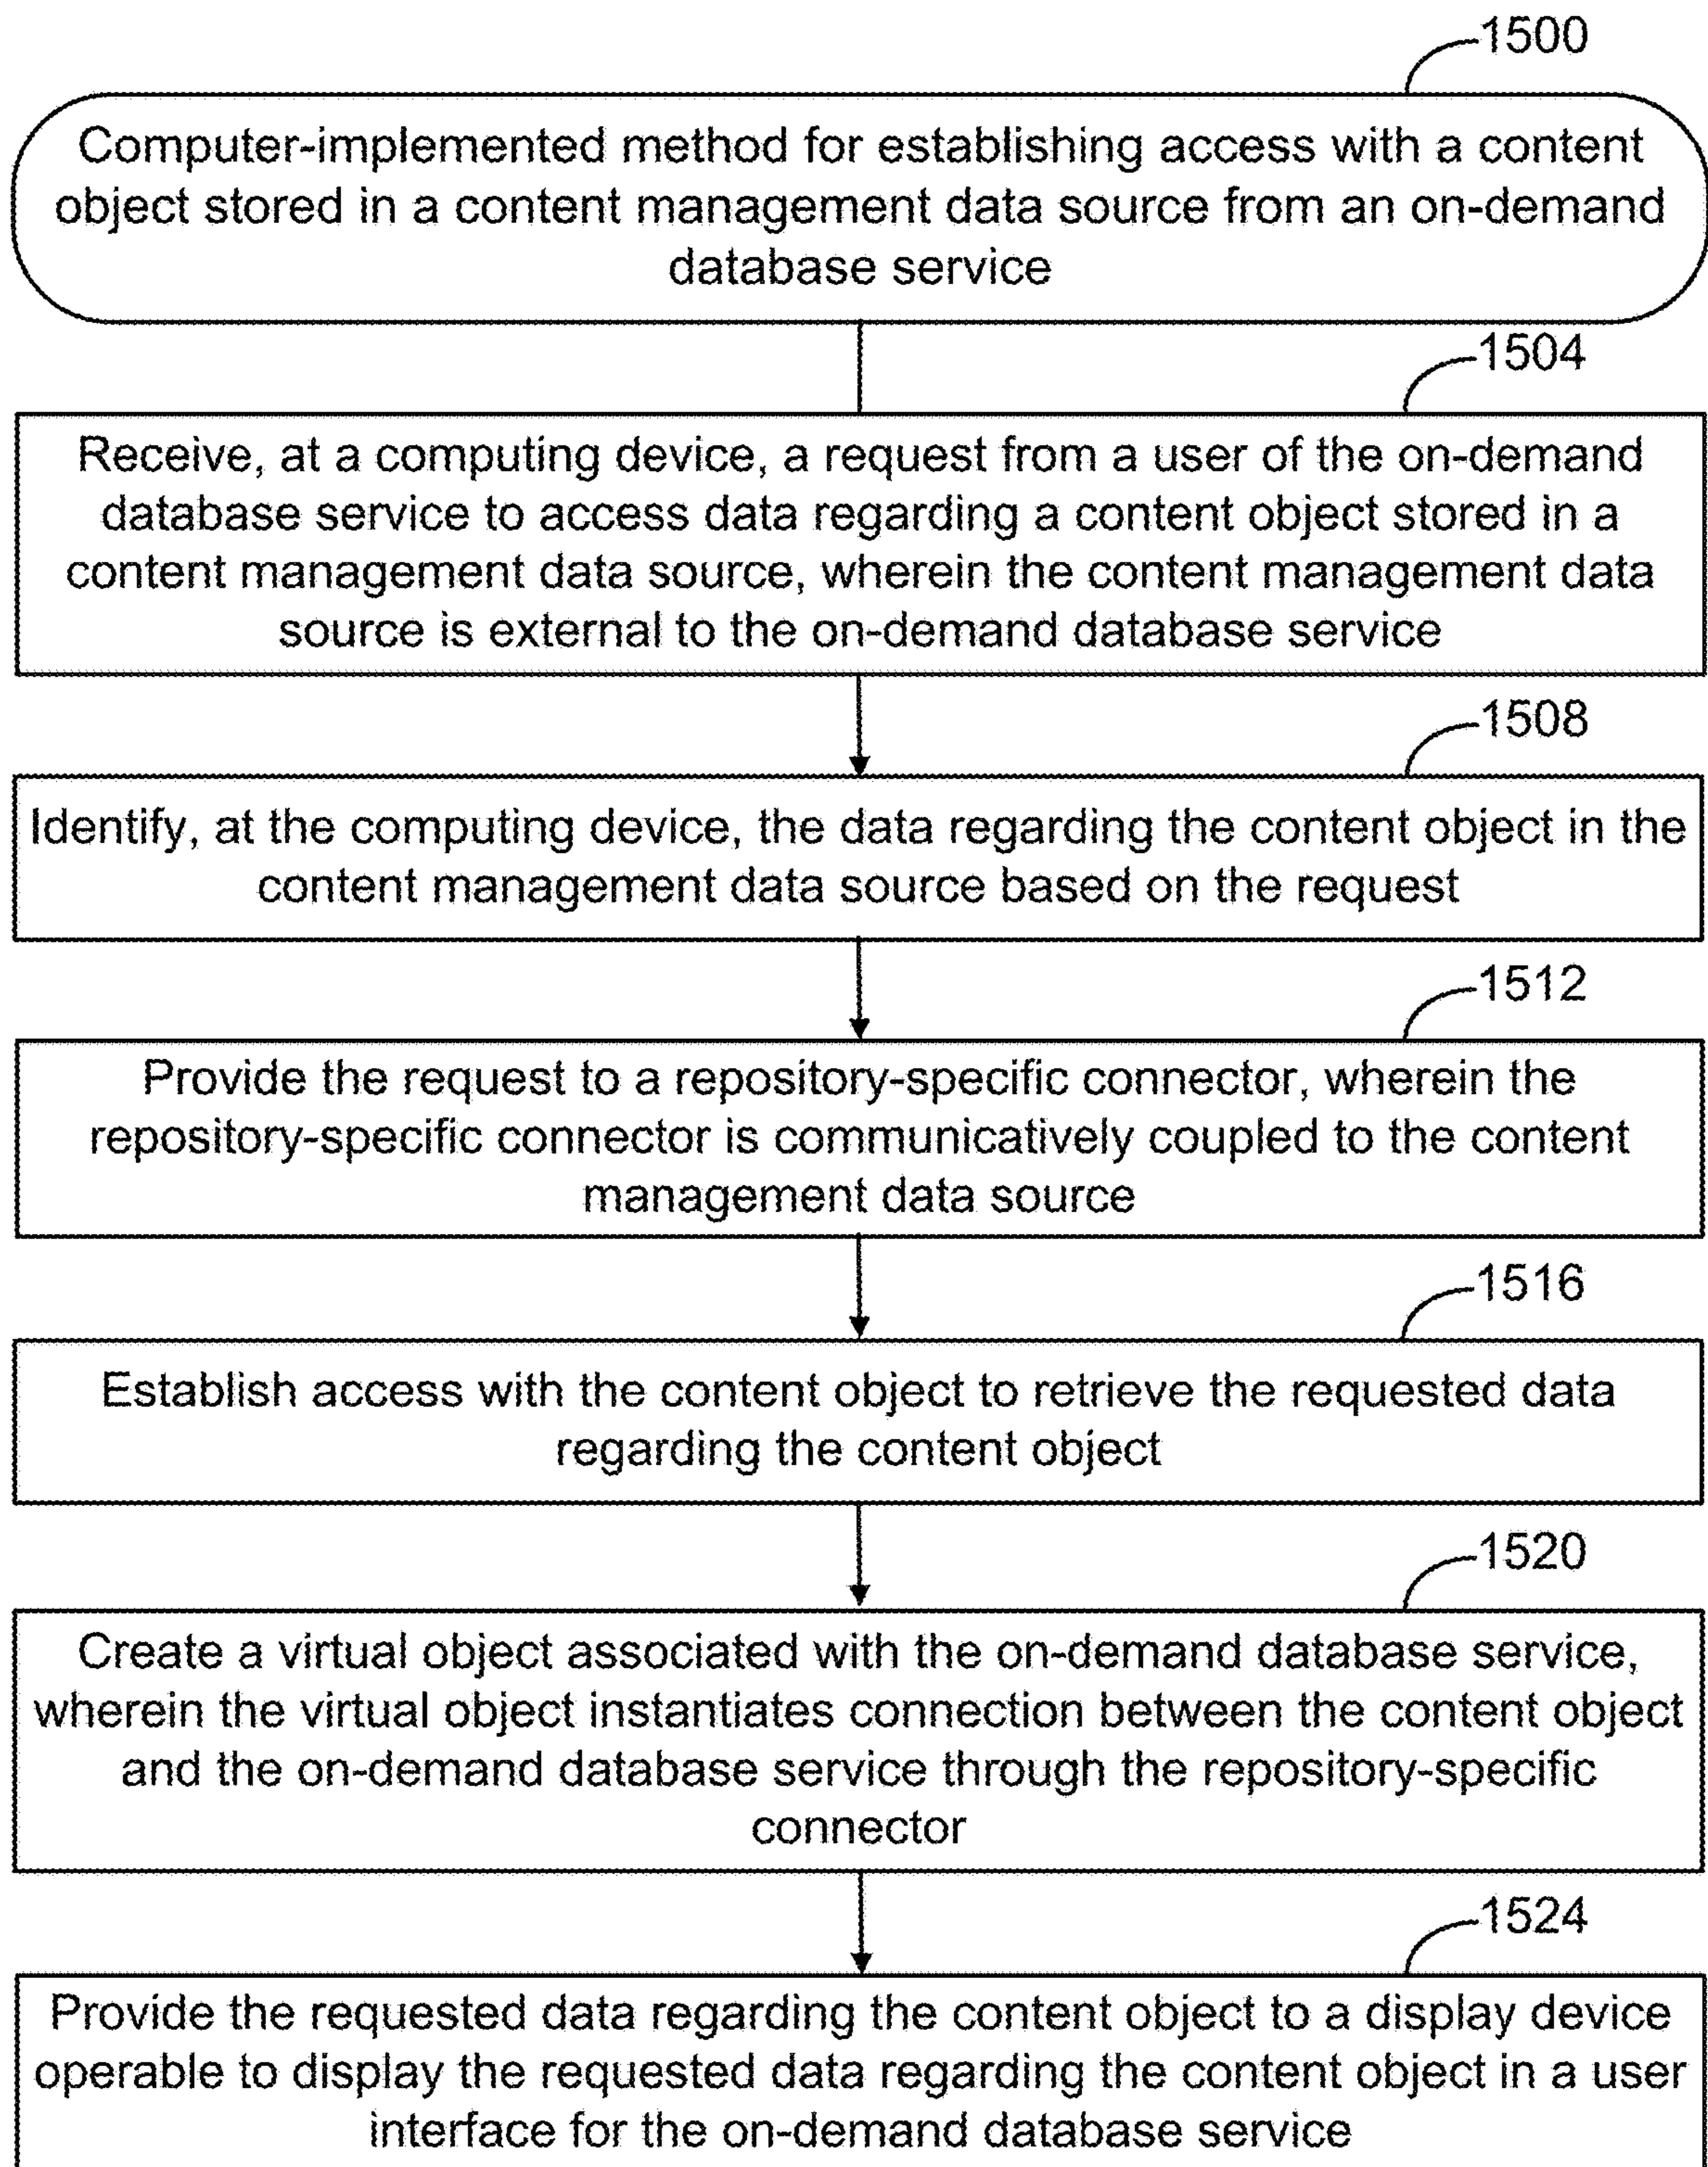 1500
Computer-implemented method for establishing access with a content
object stored in a content management data source from an on-demand
database service
1504
Receive, at a computing device, a request from a user of the on-demand
database service to access data regarding a content object stored in a
content management data source, wherein the content management data
source is external to the on-demand database service
1508
Identify, at the computing device, the data regarding the content object in the
content management data source based on the request
1512
Provide the request to a repository-specific connector, wherein the
repository-specific connector is communicatively coupled to the content
management data source
1516
Establish access with the content object to retrieve the requested data
regarding the content object
1520
Create a virtual object associated with the on-demand database service,
wherein the virtual object instantiates connection between the content object
and the on-demand database service through the repository-specific
connector
1524
Provide the requested data regarding the content object to a display device
operable to display the requested data regarding the content object in a user
interface for the on-demand database service